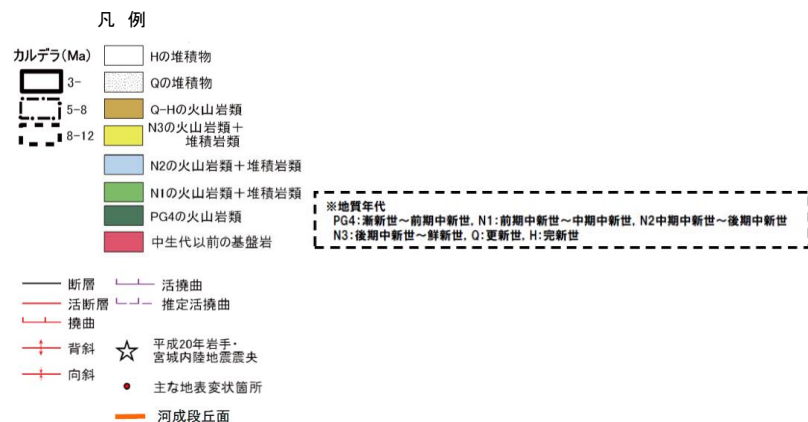 凡 例
カルデラ(Ma)
3-
5-8
8-12
Hの堆積物
Qの堆積物
Q-Hの火山岩類
N3の火山岩類＋
堆積岩類
N2の火山岩類＋堆積岩類
N1の火山岩類＋堆積岩類
PG4の火山岩類
中生代以前の基盤岩
※地質年代
PG4:漸新世～前期中新世, N1:前期中新世～中期中新世, N2中期中新世～後期中新世
N3:後期中新世～鮮新世, Q:更新世, H:完新世
断層
活断層
撓曲
背斜
向斜
活撓曲
推定活撓曲
平成20年岩手・
宮城内陸地震震央
主な地表変状箇所
河成段丘面